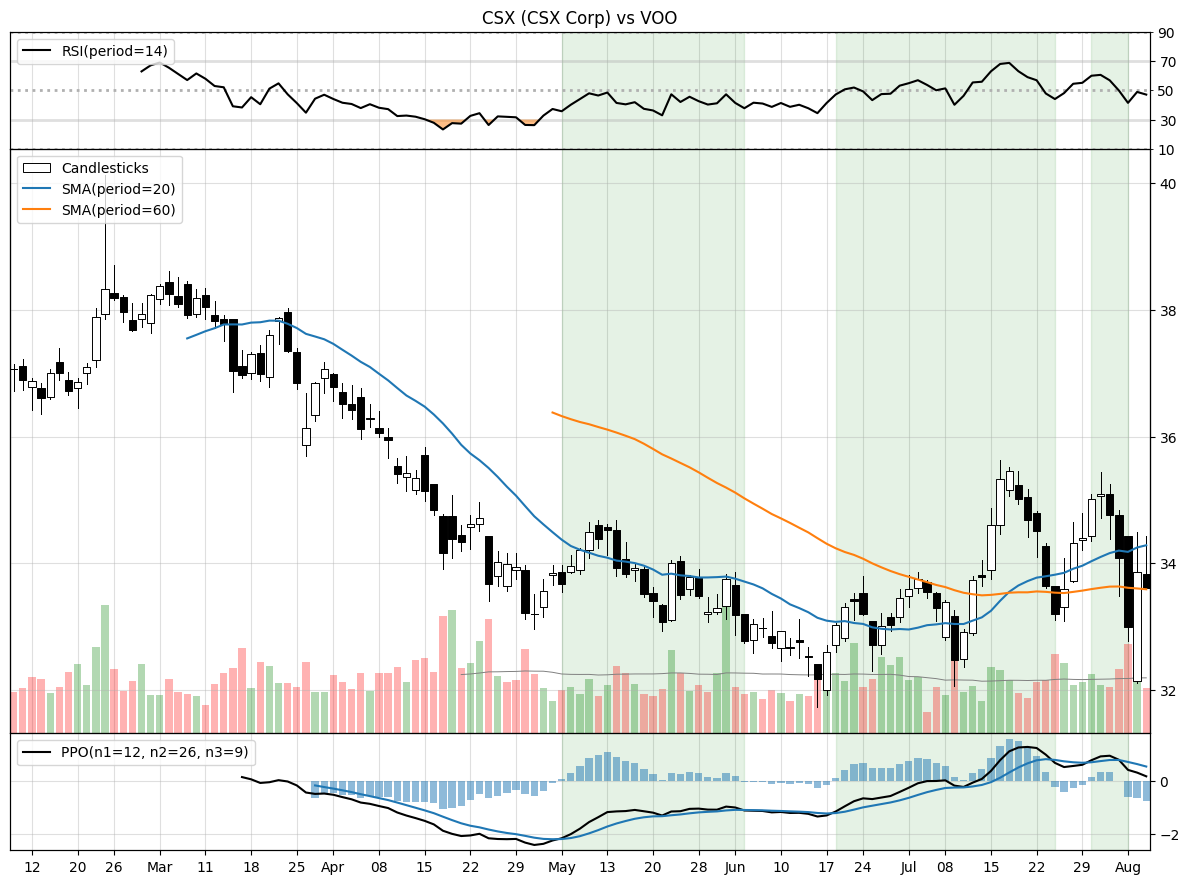 CSX (CSX Corp) vs VOO
RSI(period=14)
90
70
50
30
10
Candlesticks
SMA(period=20)
SMA(period=60)
40
38
36
34
32
PPO(n1=12, n2=26, n3=9)
0
−2
12 20 26 Mar 11 18 25 Apr 08 15 22 29 May 13 20 28 Jun 10 17 24 Jul 08 15 22 29 Aug